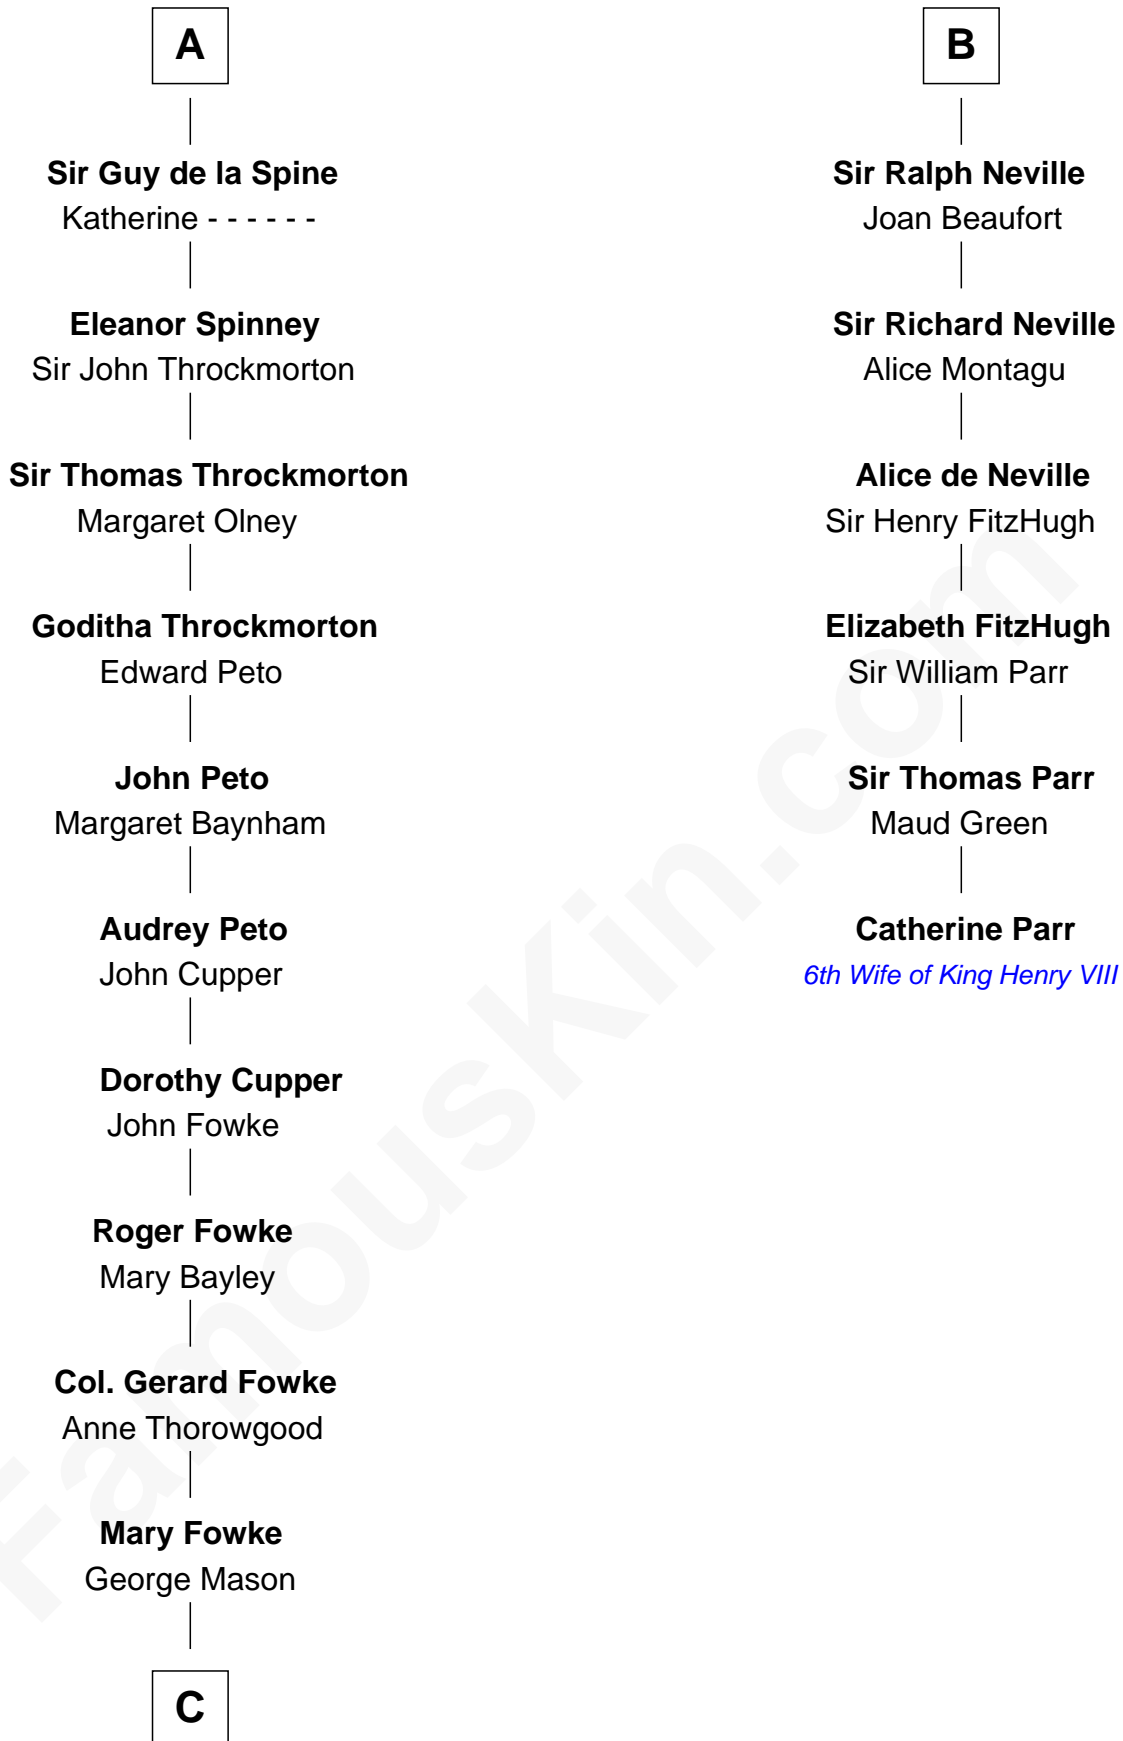 A
Sir Guy de la Spine
Katherine - - - - - -
Eleanor Spinney
Sir John Throckmorton
Sir Thomas Throckmorton
Margaret Olney
Goditha Throckmorton
Edward Peto
John Peto
Margaret Baynham
Audrey Peto
John Cupper
Dorothy Cupper
John Fowke
Roger Fowke
Mary Bayley
Col. Gerard Fowke
Anne Thorowgood
Mary Fowke
George Mason
C
B
Sir Ralph Neville
Joan Beaufort
Sir Richard Neville
Alice Montagu
Alice de Neville
Sir Henry FitzHugh
Elizabeth FitzHugh
Sir William Parr
Sir Thomas Parr
Maud Green
Catherine Parr
6th Wife of King Henry VIII
FamousKin.com